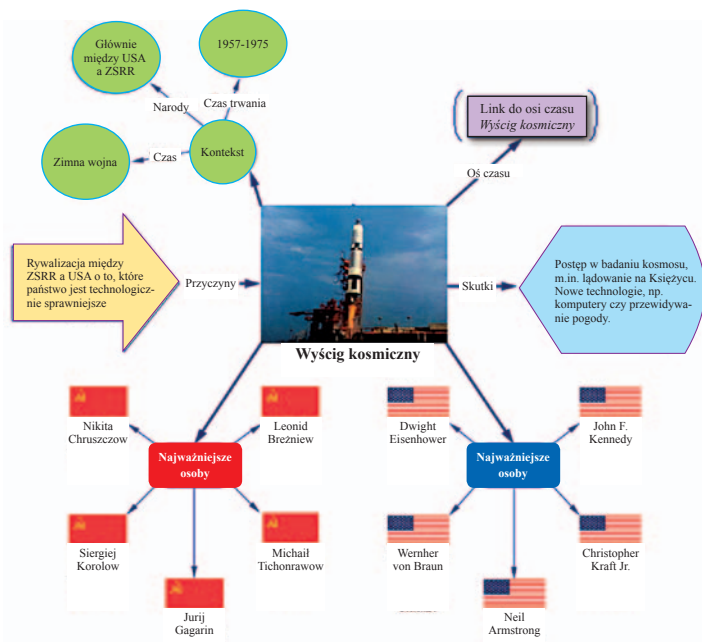 Głównie
między USA
a ZSRR
1957-1975
Narody
Czas trwania
Zimna wojna
Czas
Kontekst
Link do osi czasu
Wyścig kosmiczny
Oś czasu
Rywalizacja między
ZSRR a USA o to, które
państwo jest technologicz-
nie sprawniejsze
Przyczyny
Skutki
Postęp w badaniu kosmosu,
m.in. lądowanie na Księżycu.
Nowe technologie, np.
komputery czy przewidywa-
nie pogody.
Wyścig kosmiczny
Nikita
Chruszczow
Leonid
Breżniew
Najważniejsze
osoby
Siergiej
Korolow
Michaił
Tichonrawow
Jurij
Gagarin
Dwight
Eisenhower
John F.
Kennedy
Najważniejsze
osoby
Wernher
von Braun
Christopher
Kraft Jr.
Neil
Armstrong